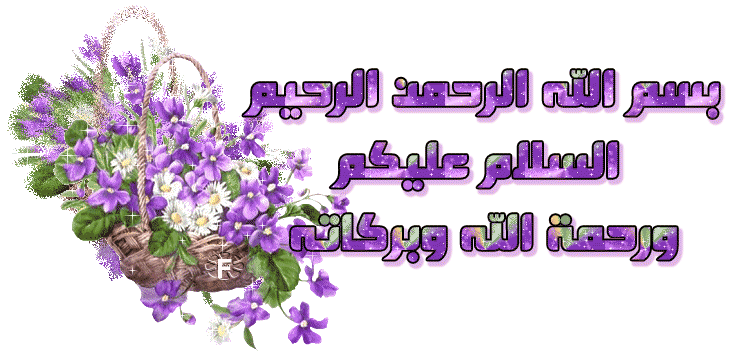 بسم الله الرحمن الرحيم
السلام عليكم
ورحمة الله وبركاته
F